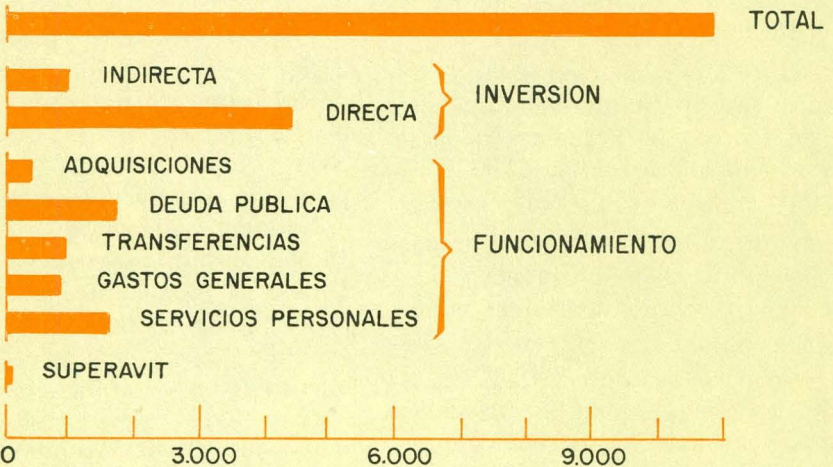 TOTAL
INDIRECTA
DIRECTA
INVERSION
ADQUISICIONES
DEUDA PUBLICA
TRANSFERENCIAS
FUNCIONAMIENTO
GASTOS GENERALES
SERVICIOS PERSONALES
SUPERAVIT
0 3.000 6.000 9.000